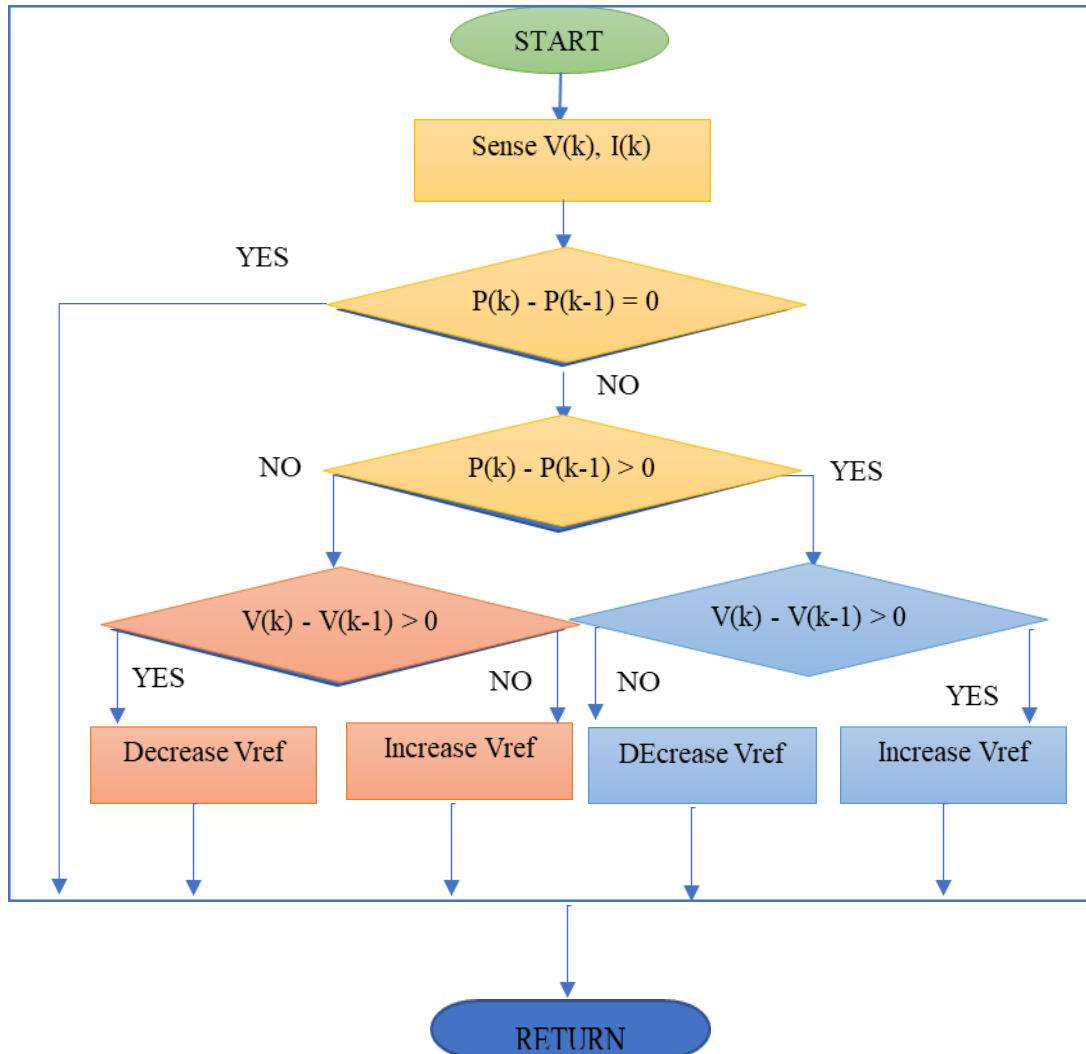 START
Sense V(k), I(k)
YES
P(k) - P(k-1) = 0
NO
NO
P(k) - P(k-1) > 0
YES
V(k) - V(k-1) > 0
V(k) - V(k-1) > 0
YES
NO
NO
YES
Decrease Vref
Increase Vref
DEcrease Vref
Increase Vref
RETURN